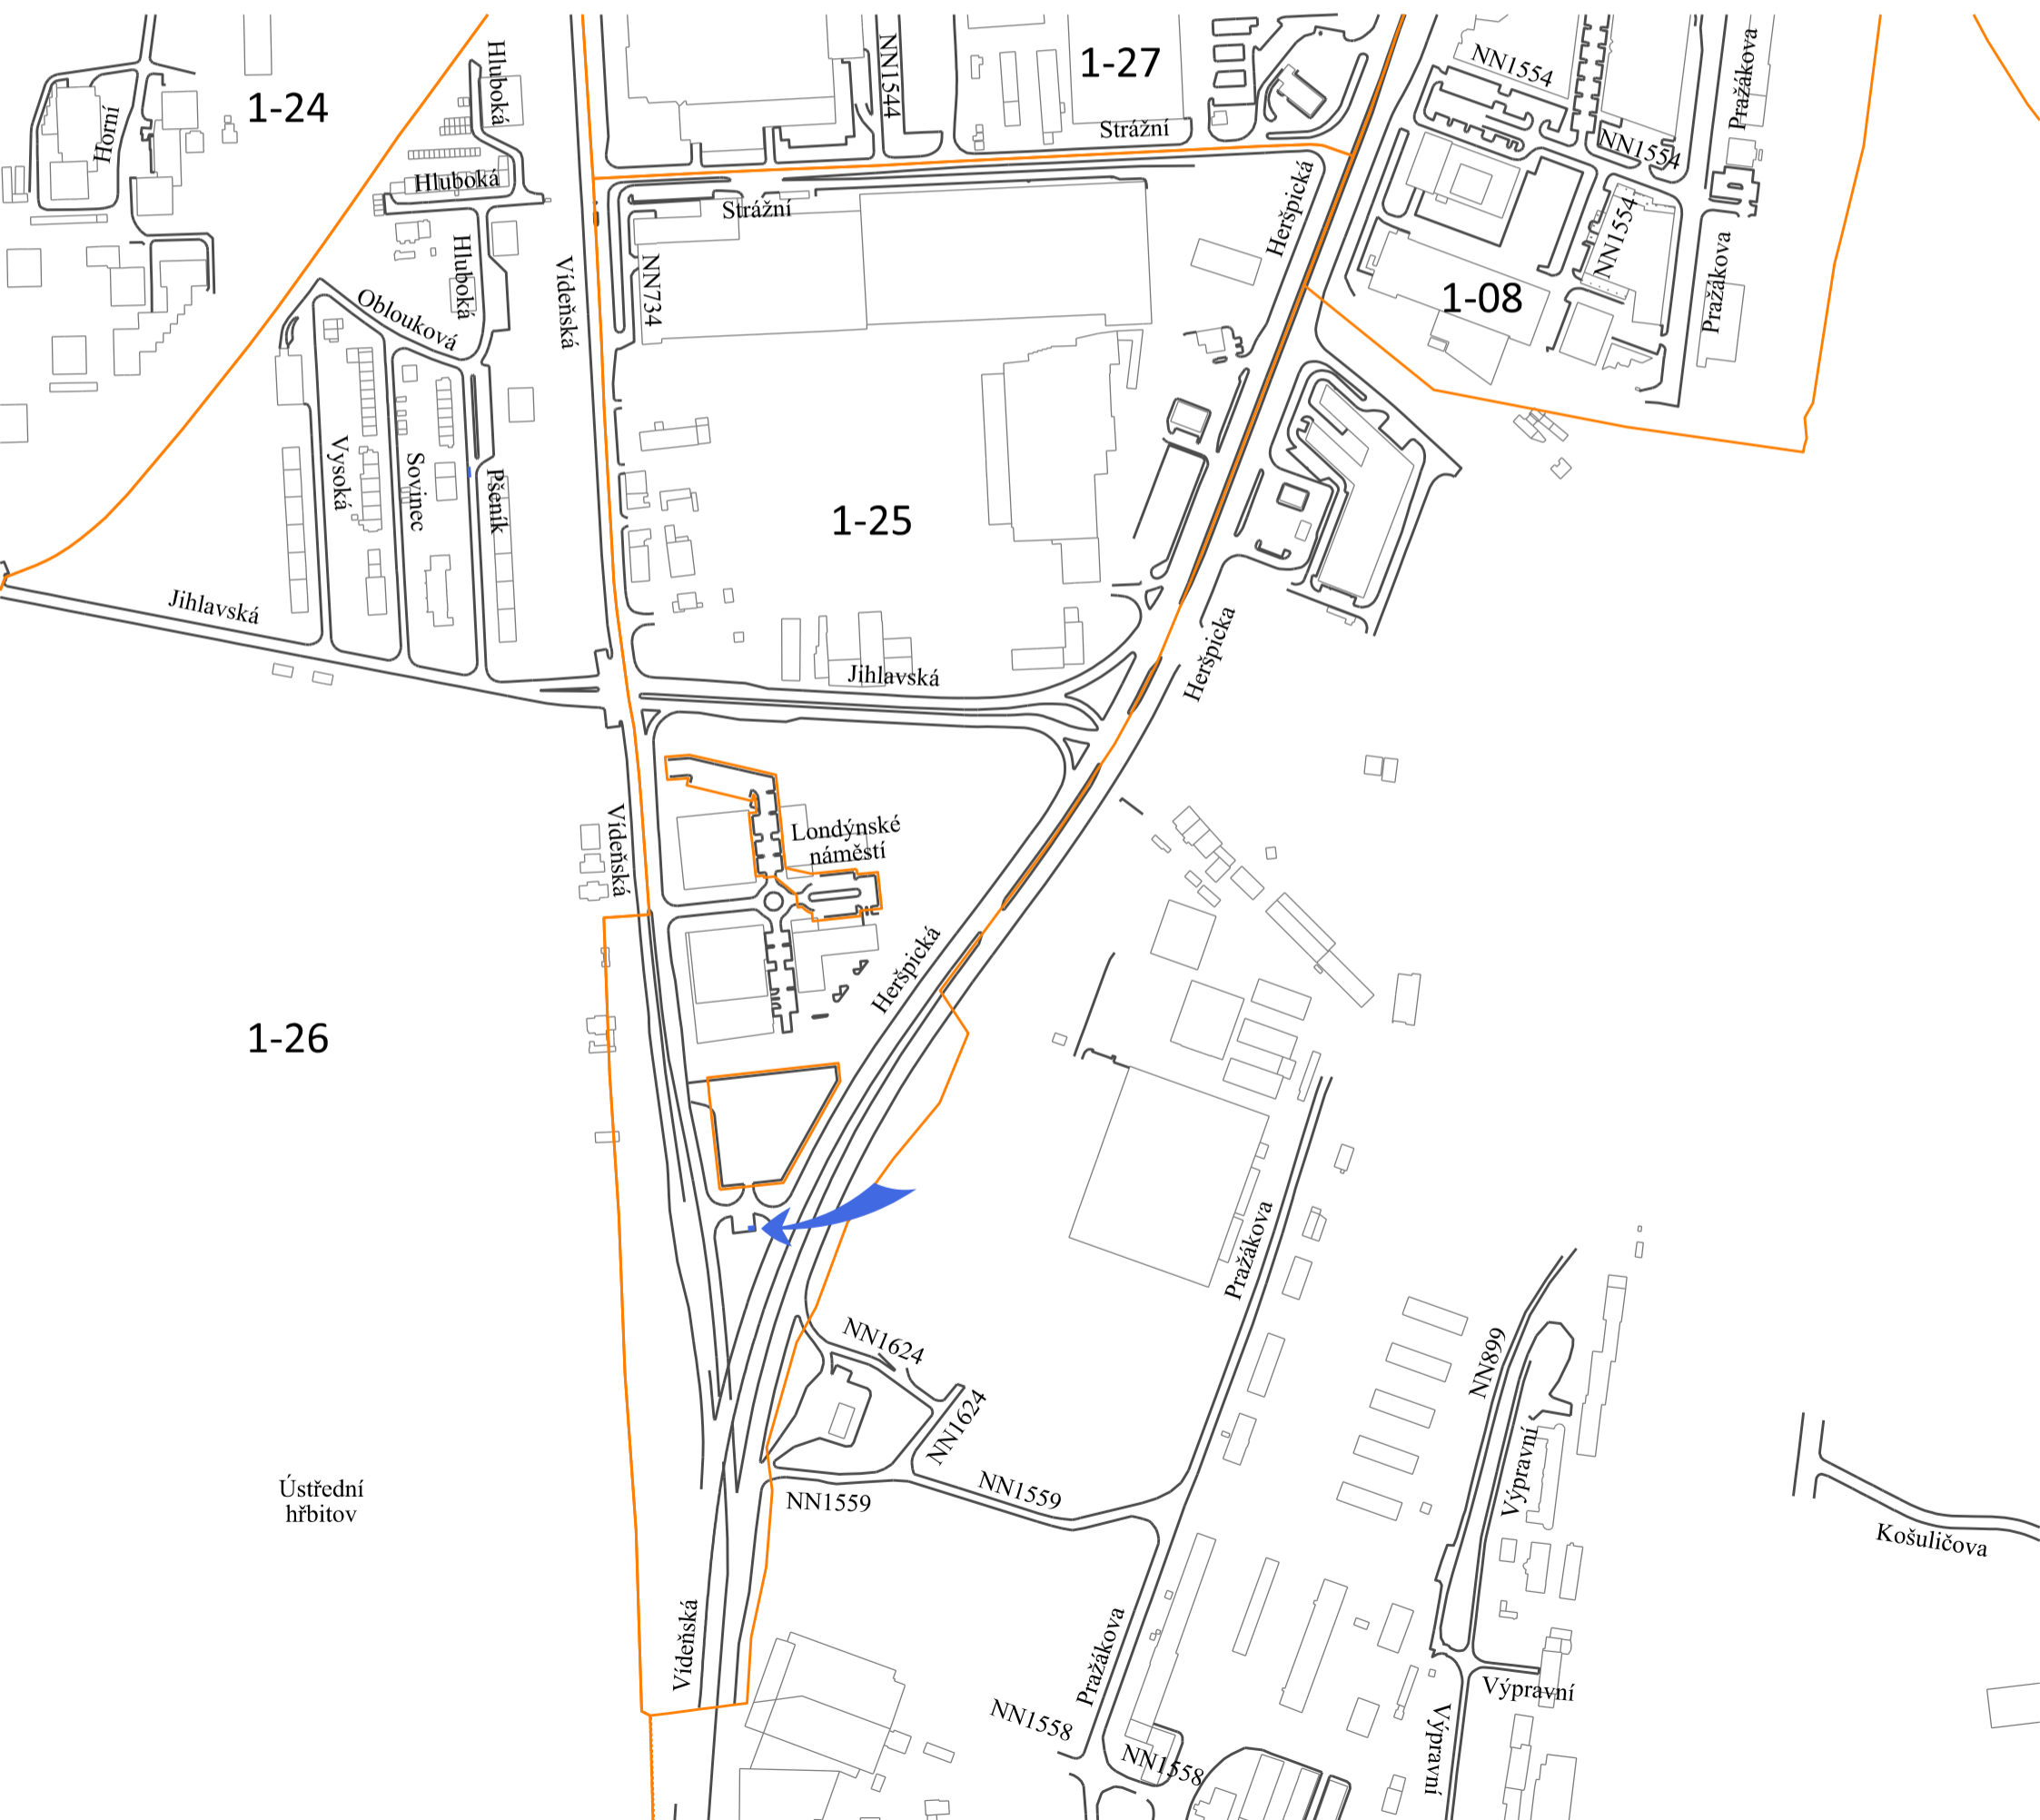 Hluboká
NN1544
1-27
NN1554
Pražákova
1-24
Horní
Strážní
NN1554
Hluboká
Strážní
Heršpická
NN1554
Hluboká
Vídeňská
NN734
Pražákova
1-08
Oblouková
Vysoká
Sovinec
Pšeník
1-25
Jihlavská
Heršpicka
Jihlavská
Vídeňská
Londýnské
náměstí
Heršpická
1-26
Pražákova
NN1624
NN899
NN1624
Výpravní
Ústřední
hřbitov
NN1559
NN1559
Košuličova
Vídeňská
Pražákova
Výpravní
NN1558
Výpravní
NN1558